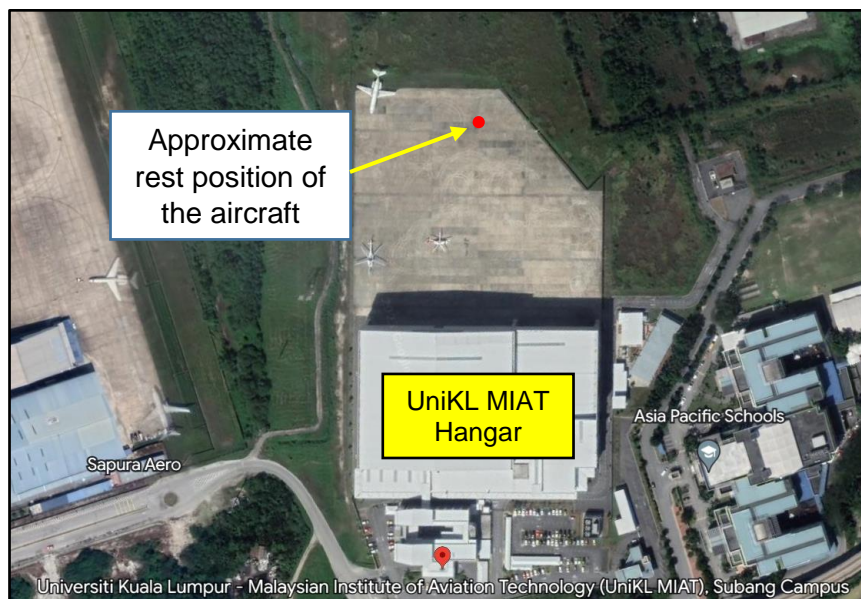 Approximate
rest position of
the aircraft
UniKL MIAT
Hangar
Asia Pacific Schools
Sapura Aero
Universiti Kuala Lumpur - Malaysian Institute of Aviation Technology (UniKL MIAT), Subang Campus